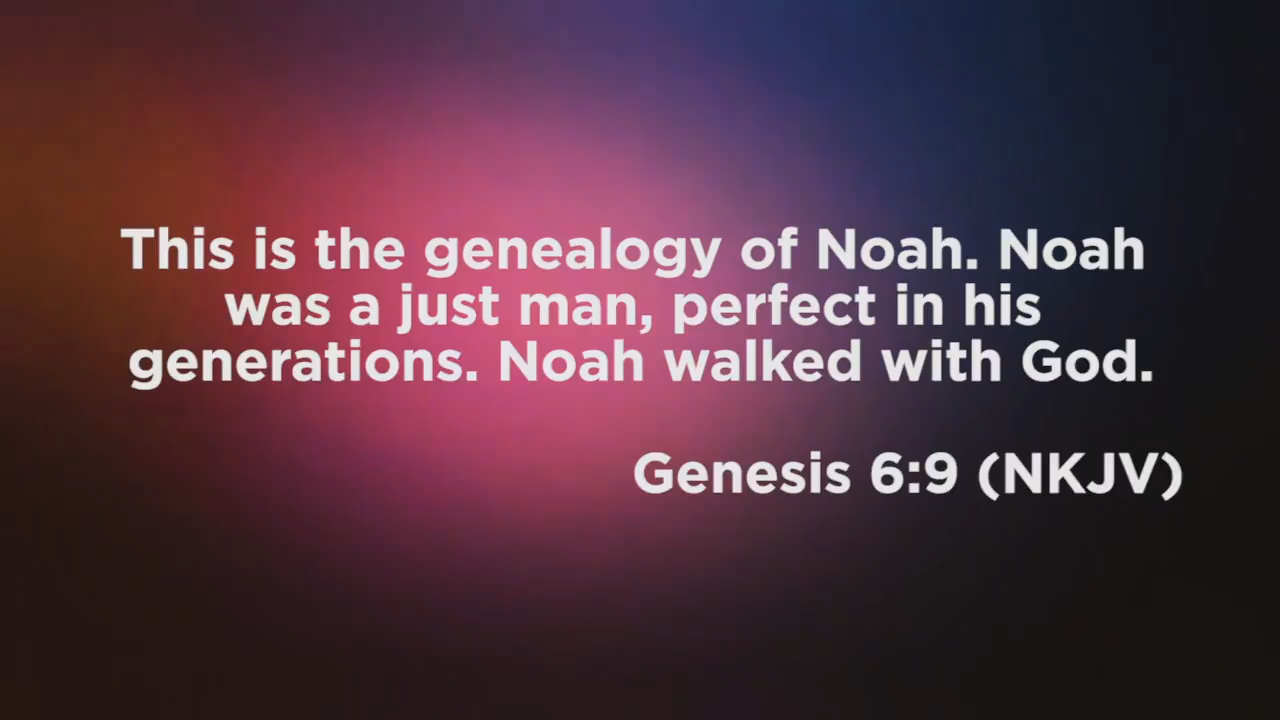 This is the genealogy of Noah. Noah
was a just man, perfect in his
generations. Noah walked with God.
Genesis 6:9 (NKJV)